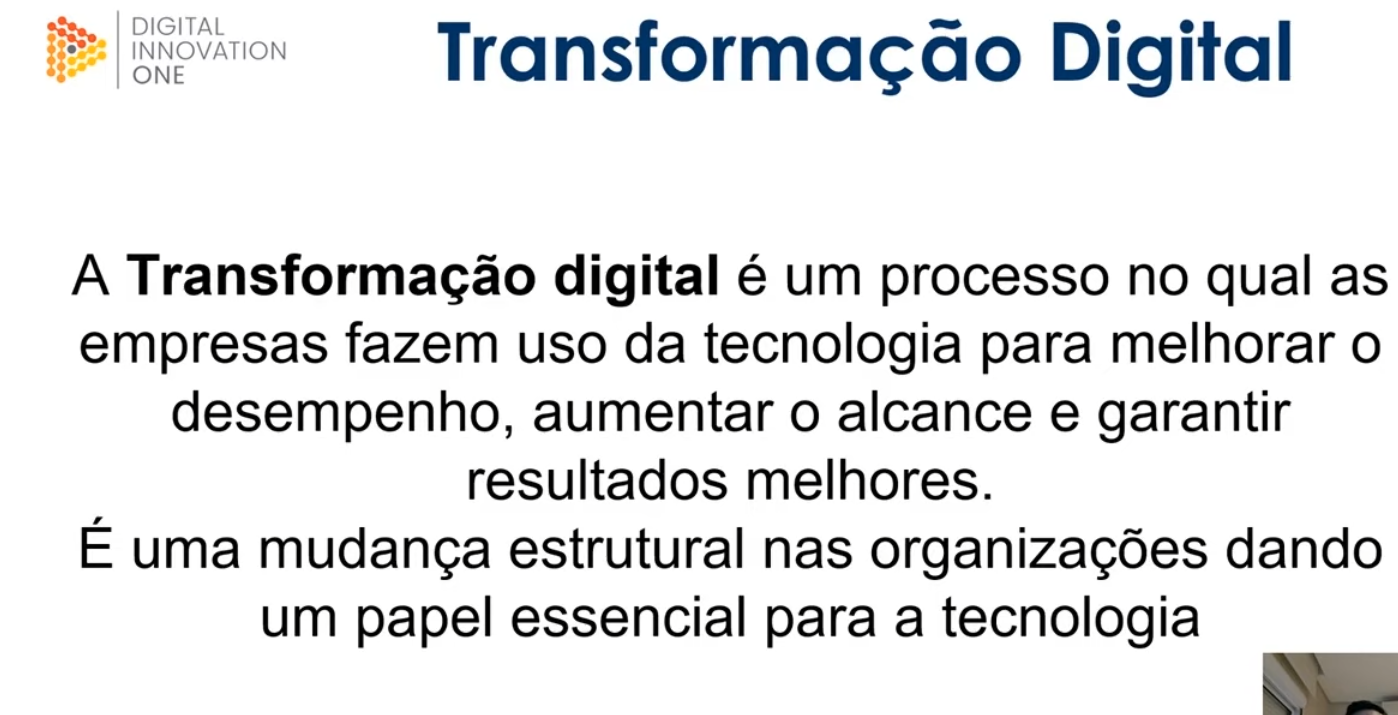 DIGITAL
INNOVATION
ONE
Transformação Digital
A Transformação digital é um processo no qual as
empresas fazem uso da tecnologia para melhorar o
desempenho, aumentar o alcance e garantir
resultados melhores.
É uma mudança estrutural nas organizações dando
um papel essencial para a tecnologia